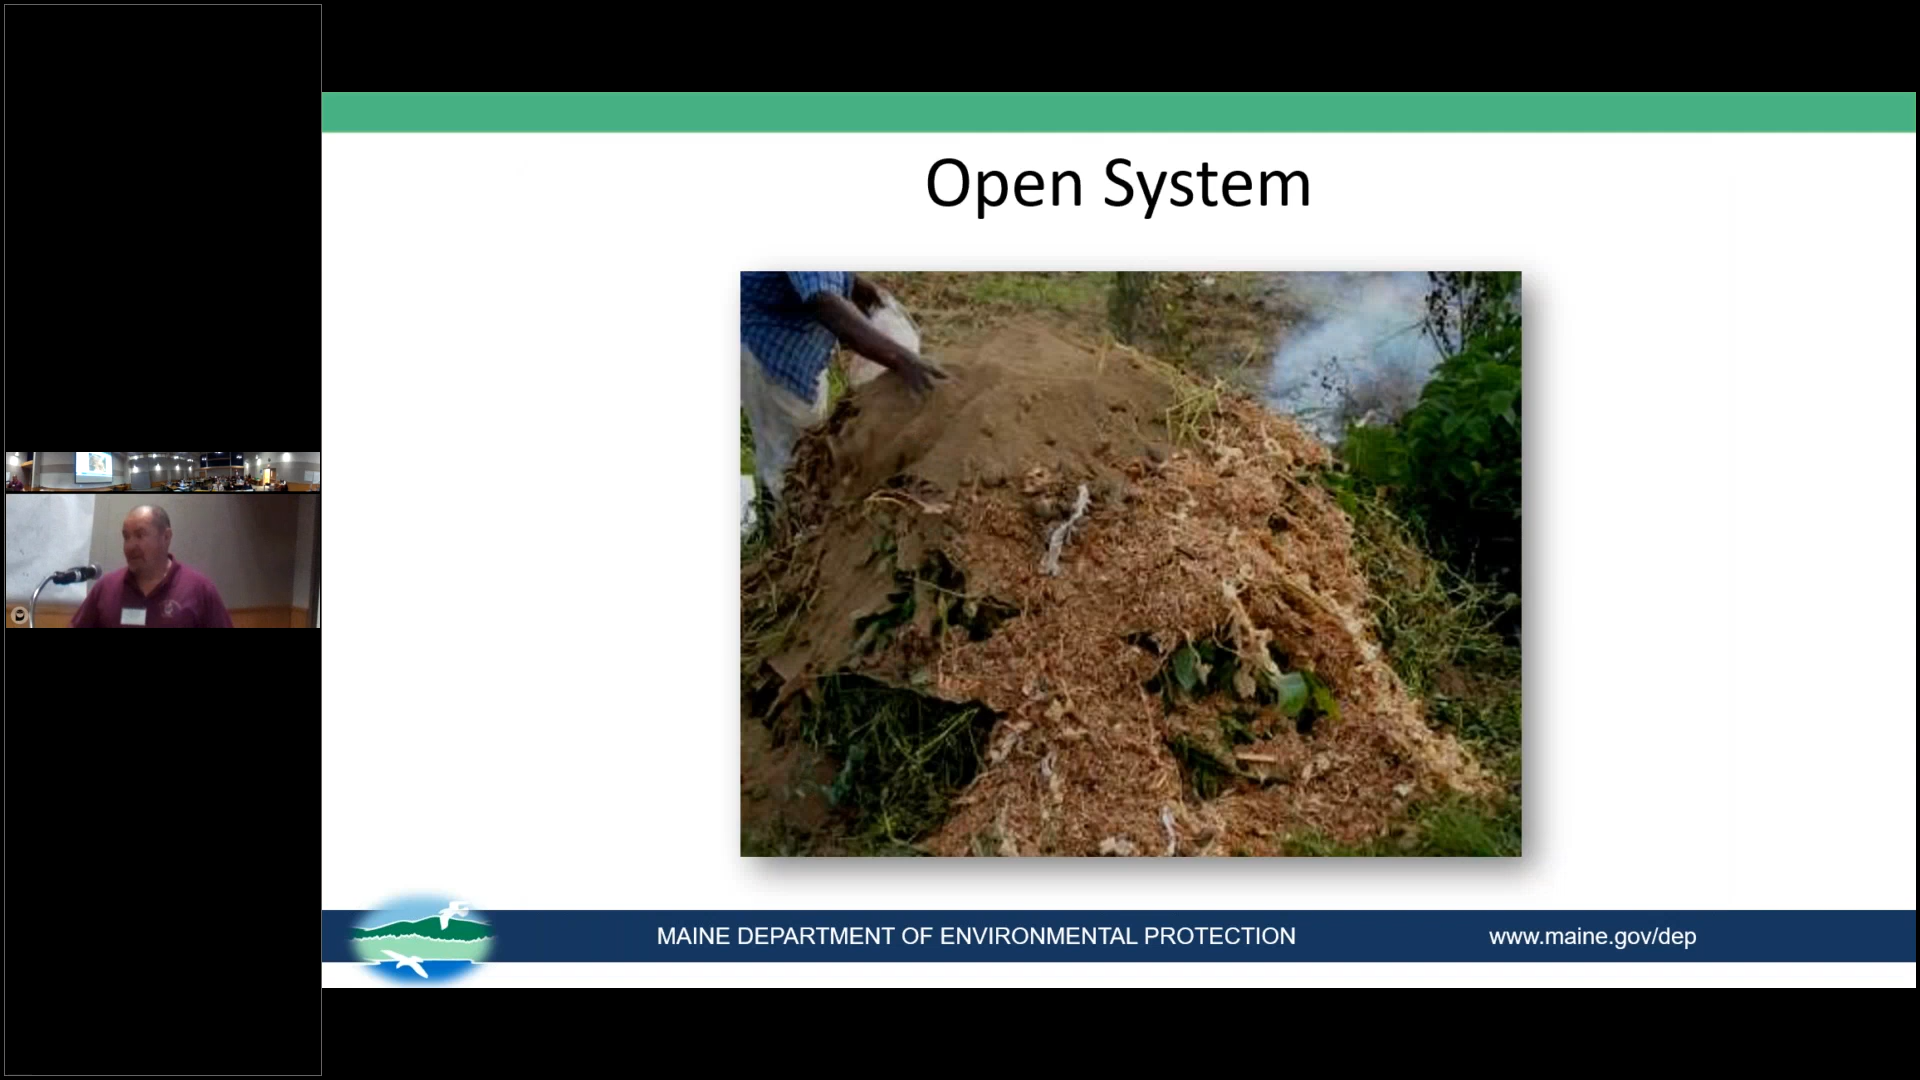 Open System
MAINE DEPARTMENT OF ENVIRONMENTAL PROTECTION
www.maine.gov/dep